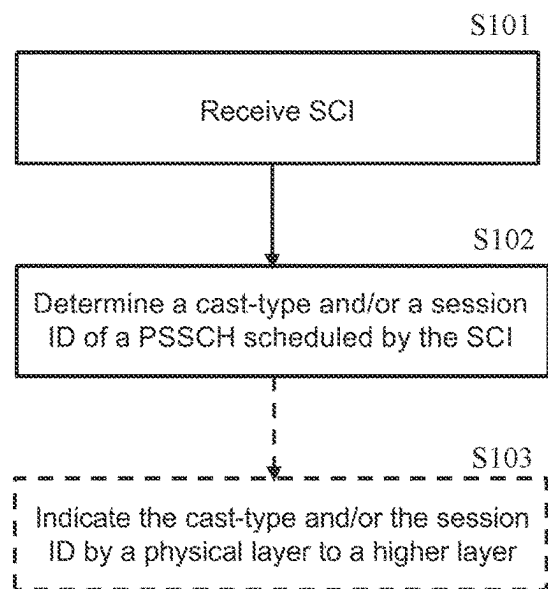 S101
Receive SCI
S102
Determine a cast-type and/or a session
ID of a PSSCH scheduled by the SCI
S103
Indicate the cast-type and/or the session
ID by a physical layer to a higher layer